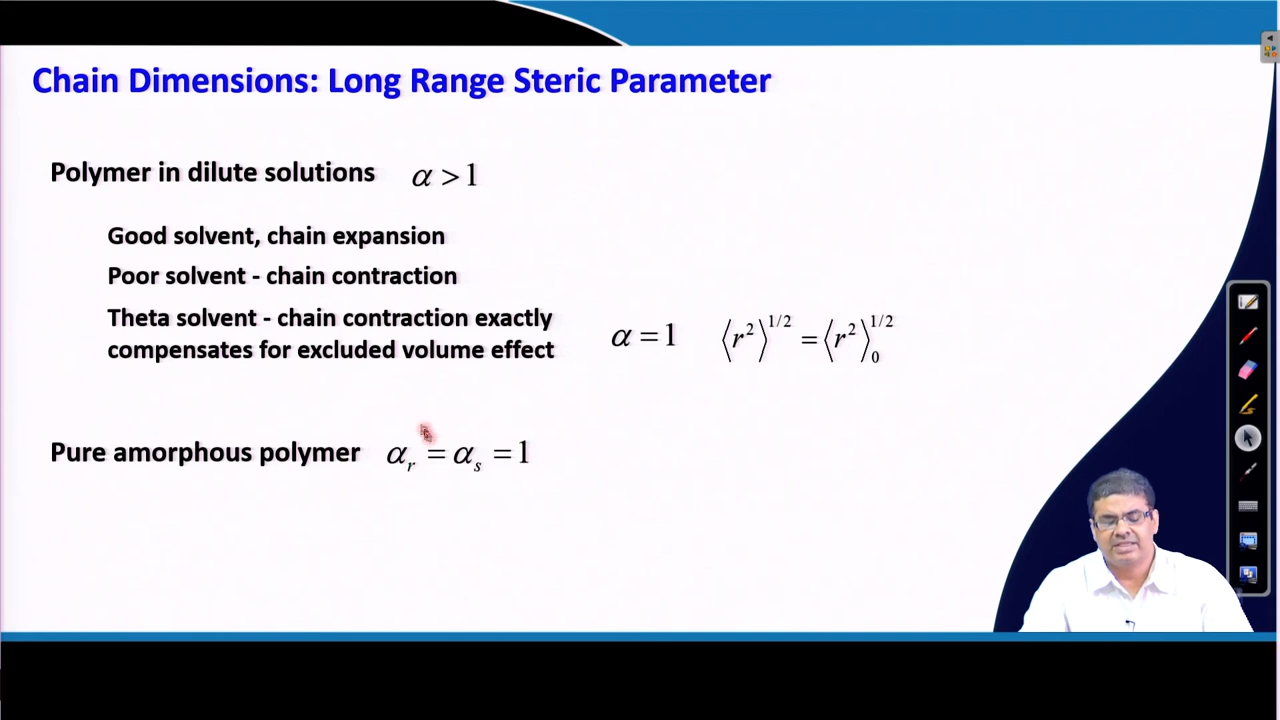 Chain Dimensions: Long Range Steric Parameter
Polymer in dilute solutions α > 1
Good solvent, chain expansion
Poor solvent - chain contraction
Theta solvent - chain contraction exactly
compensates for excluded volume effect
α = 1 ⟨r²⟩^{1/2} = ⟨r²⟩₀^{1/2}
Pure amorphous polymer αᵣ = αₛ = 1